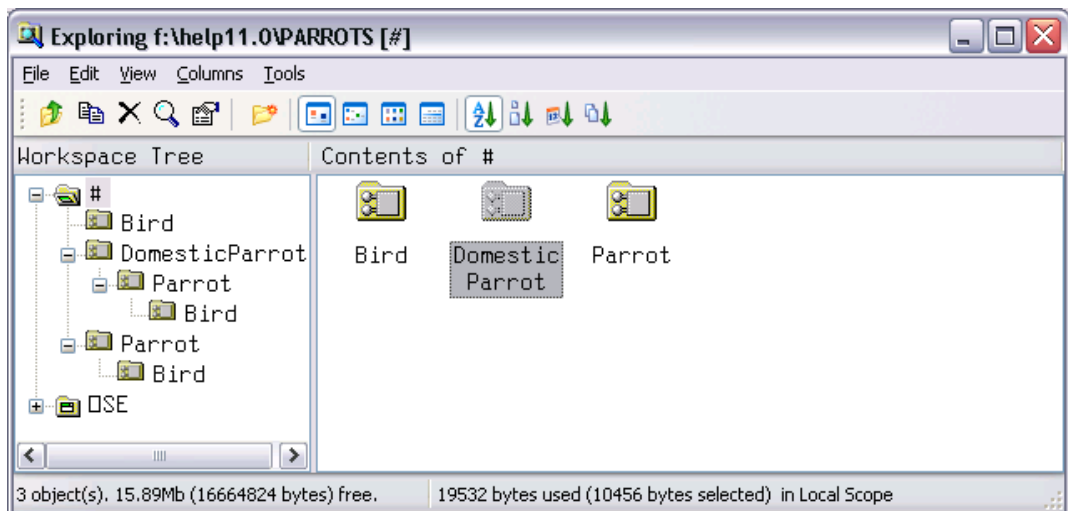 Exploring f:\help11.0\PARROTS [#]
File Edit View Columns Tools
Workspace Tree
Contents of #
#
Bird
DomesticParrot
Parrot
Bird
Parrot
Bird
⎕SE
Bird
Domestic
Parrot
Parrot
3 object(s). 15.89Mb (16664824 bytes) free.
19532 bytes used (10456 bytes selected) in Local Scope